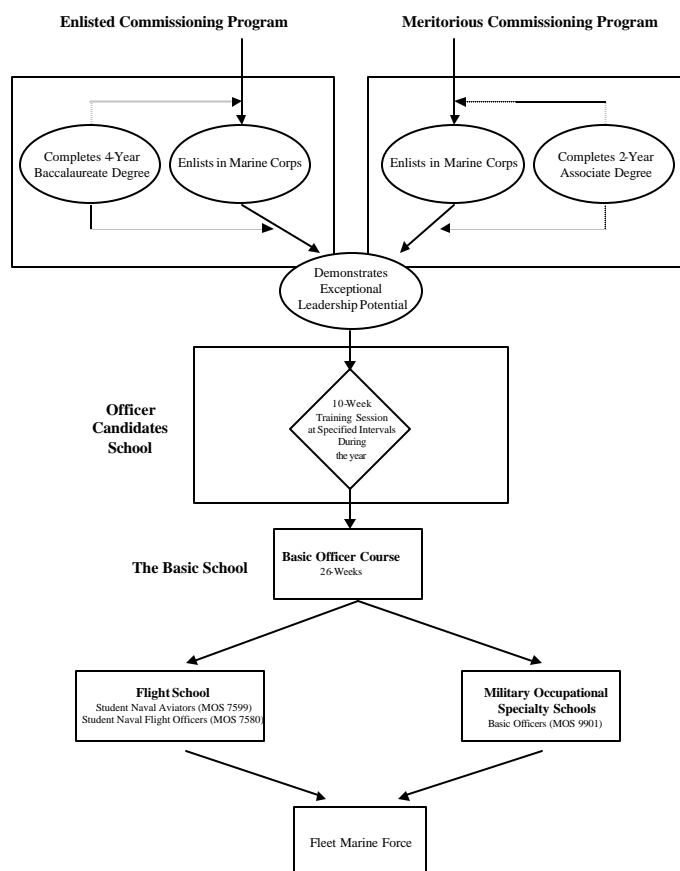 Enlisted Commissioning Program
Meritorious Commissioning Program
Completes 4-Year
Baccalaureate Degree
Enlists in Marine Corps
Enlists in Marine Corps
Completes 2-Year
Associate Degree
Demonstrates
Exceptional
Leadership Potential
Officer
Candidates
School
10-Week
Training Session
at Specified Intervals
During
the year
The Basic School
Basic Officer Course
26-Weeks
Flight School
Student Naval Aviators (MOS 7599)
Student Naval Flight Officers (MOS 7580)
Military Occupational
Specialty Schools
Basic Officers (MOS 9901)
Fleet Marine Force